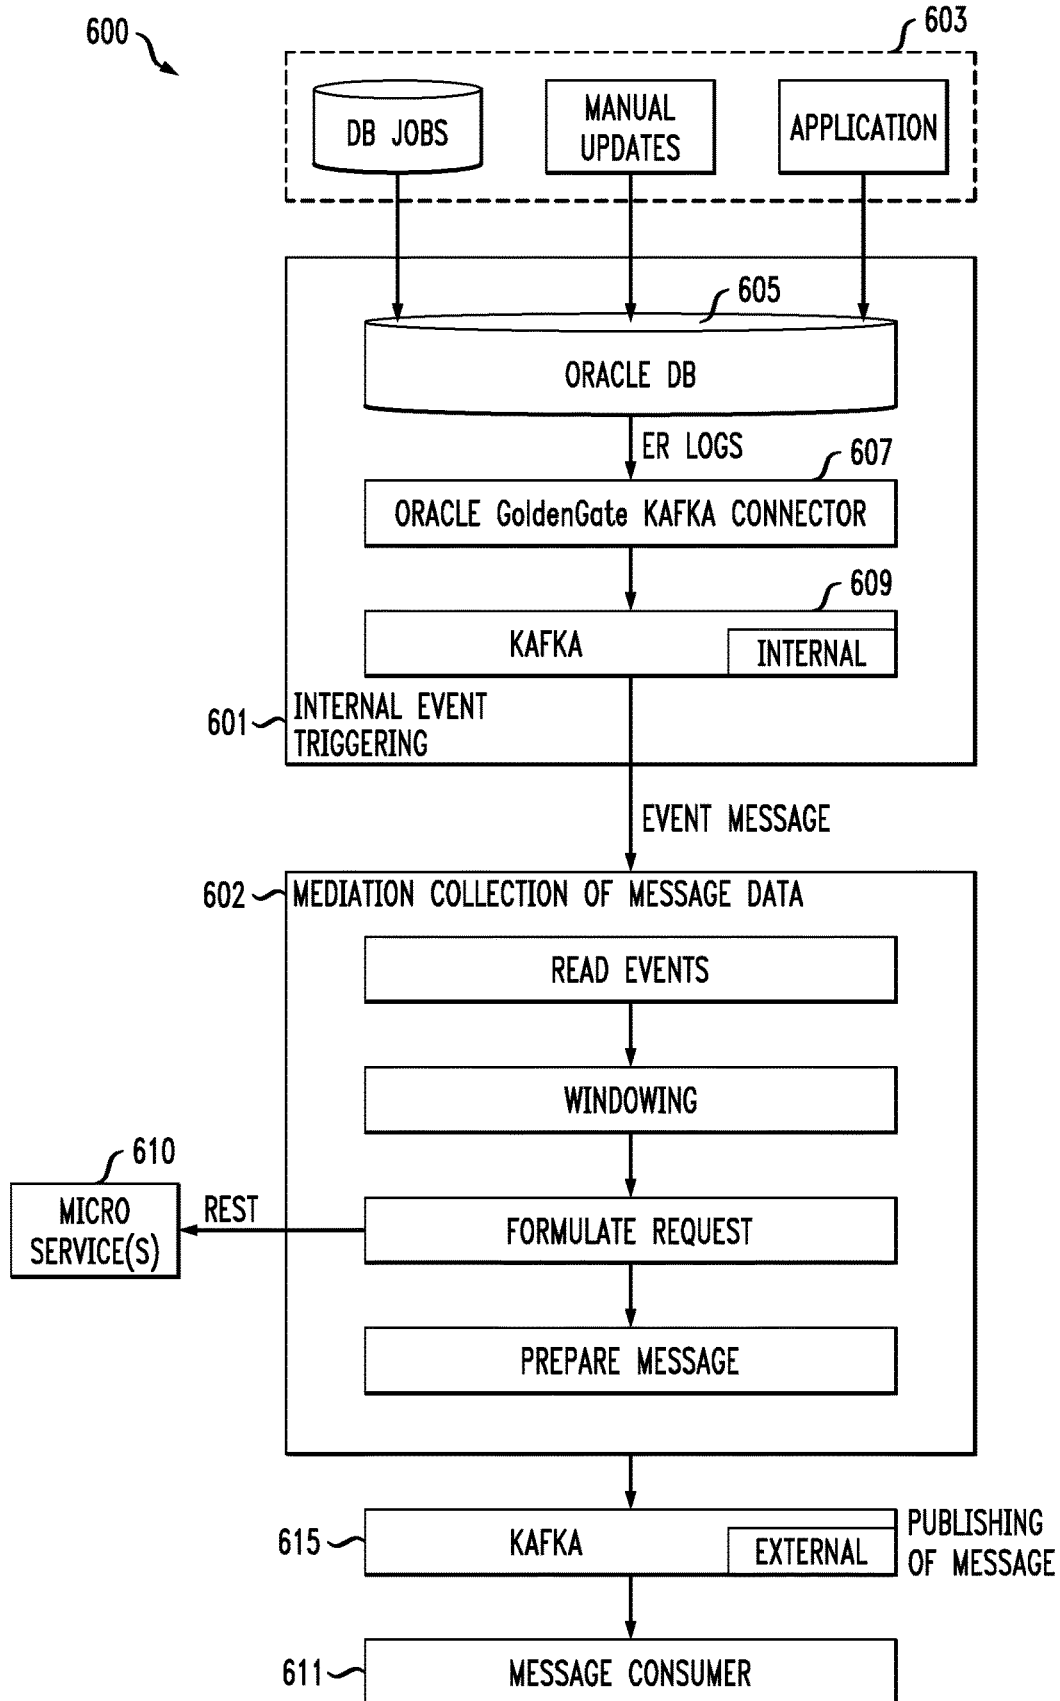 600
603
DB JOBS
MANUAL
UPDATES
APPLICATION
605
ORACLE DB
ER LOGS
607
ORACLE GoldenGate KAFKA CONNECTOR
609
KAFKA
INTERNAL
601
INTERNAL EVENT
TRIGGERING
EVENT MESSAGE
602
MEDIATION COLLECTION OF MESSAGE DATA
READ EVENTS
WINDOWING
610
MICRO
SERVICE(S)
REST
FORMULATE REQUEST
PREPARE MESSAGE
615
KAFKA
EXTERNAL
PUBLISHING
OF MESSAGE
611
MESSAGE CONSUMER